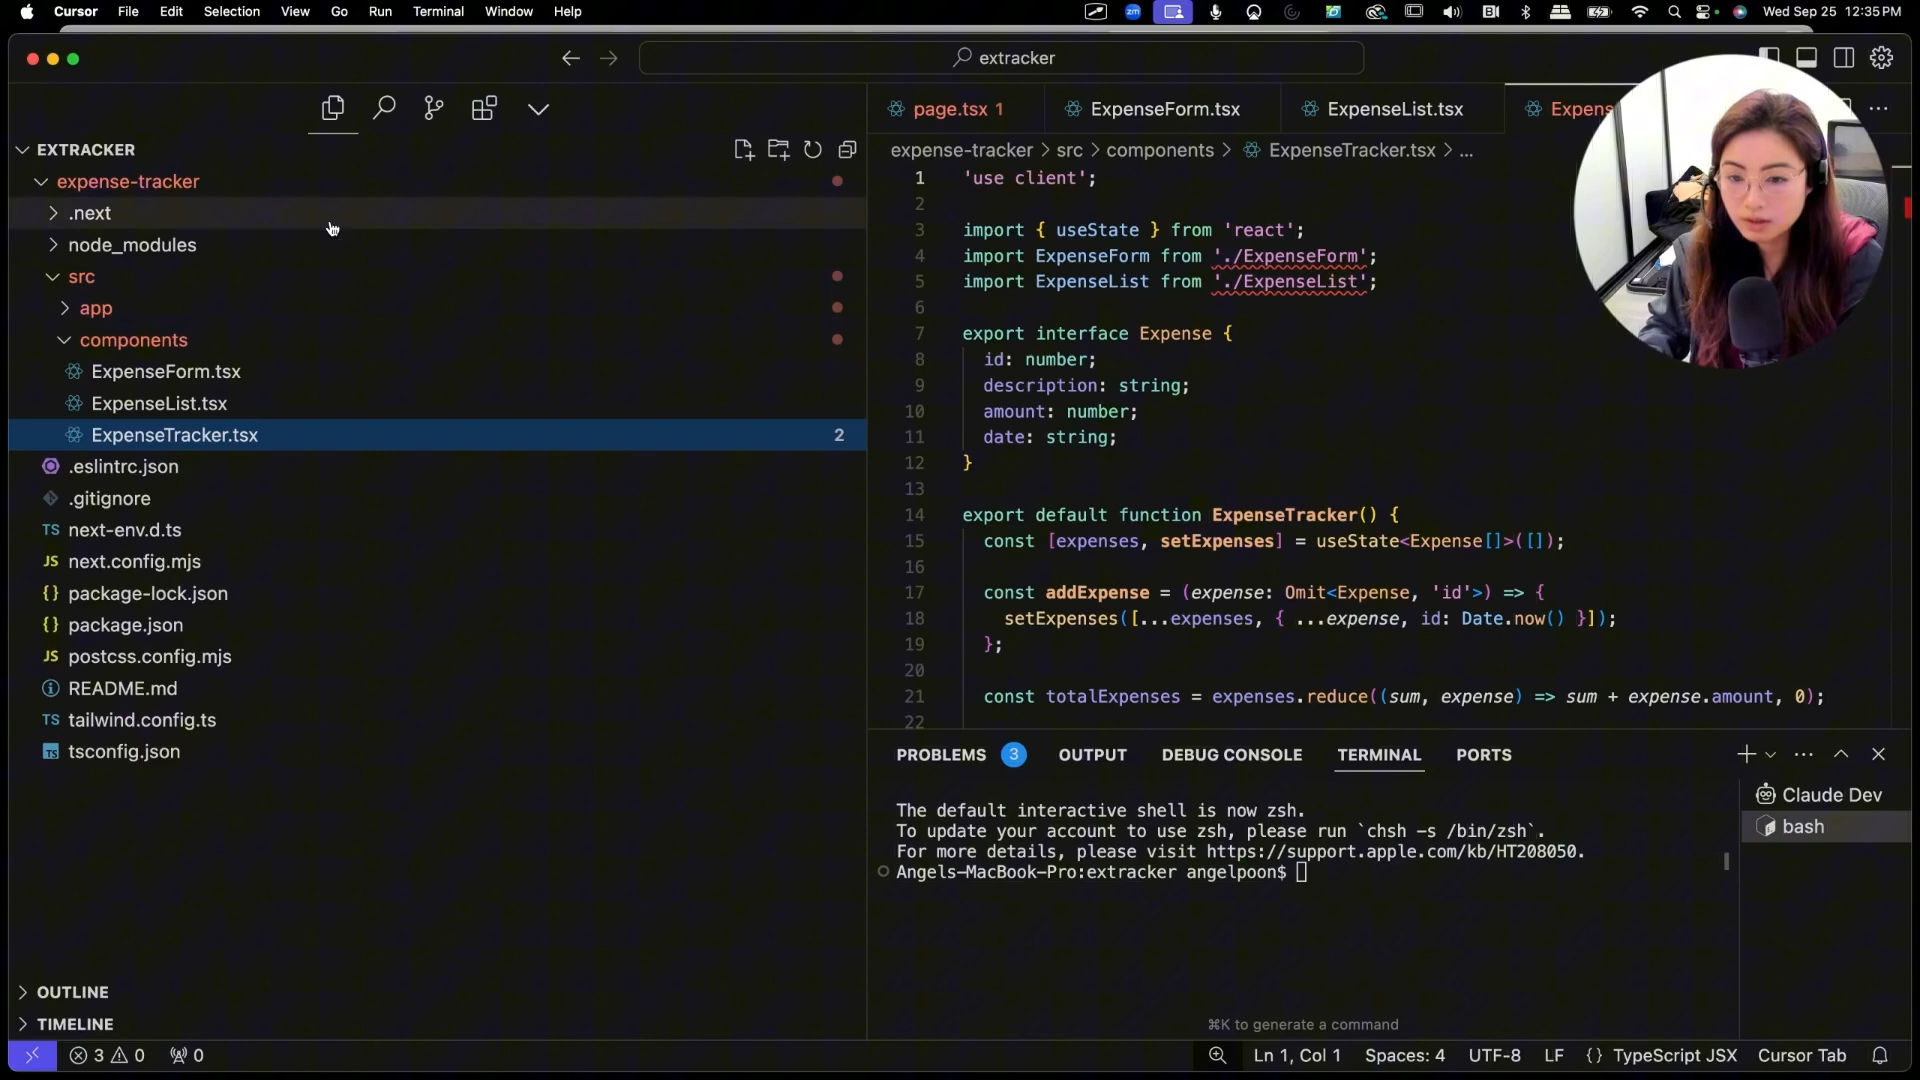 Cursor File Edit Selection View Go Run Terminal Window Help
zm
Wed Sep 25 12:35 PM
extracker
EXTRACKER
expense-tracker
.next
node_modules
src
app
components
ExpenseForm.tsx
ExpenseList.tsx
ExpenseTracker.tsx 2
.eslintrc.json
.gitignore
TS next-env.d.ts
JS next.config.mjs
{} package-lock.json
{} package.json
JS postcss.config.mjs
README.md
TS tailwind.config.ts
TS tsconfig.json
OUTLINE
TIMELINE
page.tsx 1 ExpenseForm.tsx ExpenseList.tsx Expens
expense-tracker > src > components > ExpenseTracker.tsx > ...
1 'use client';
2
3 import { useState } from 'react';
4 import ExpenseForm from './ExpenseForm';
5 import ExpenseList from './ExpenseList';
6
7 export interface Expense {
8 id: number;
9 description: string;
10 amount: number;
11 date: string;
12 }
13
14 export default function ExpenseTracker() {
15 const [expenses, setExpenses] = useState<Expense[]>([]);
16
17 const addExpense = (expense: Omit<Expense, 'id'>) => {
18 setExpenses([...expenses, { ...expense, id: Date.now() }]);
19 };
20
21 const totalExpenses = expenses.reduce((sum, expense) => sum + expense.amount, 0);
22
PROBLEMS 3 OUTPUT DEBUG CONSOLE TERMINAL PORTS
The default interactive shell is now zsh.
To update your account to use zsh, please run `chsh -s /bin/zsh`.
For more details, please visit https://support.apple.com/kb/HT208050.
Angels-MacBook-Pro:extracker angelpoon$
Claude Dev
bash
⌘K to generate a command
3 0 0
Ln 1, Col 1 Spaces: 4 UTF-8 LF {} TypeScript JSX Cursor Tab